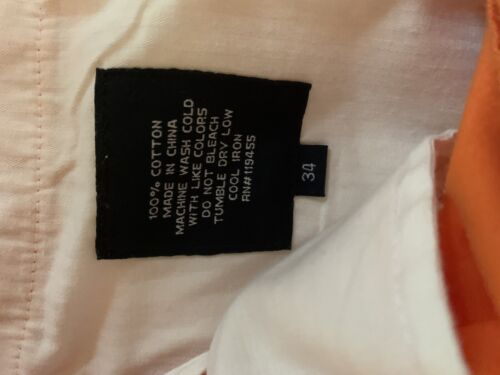 100% COTTON
MADE IN CHINA
MACHINE WASH COLD
WITH LIKE COLORS
DO NOT BLEACH
TUMBLE DRY LOW
COOL IRON
RN#119455
34